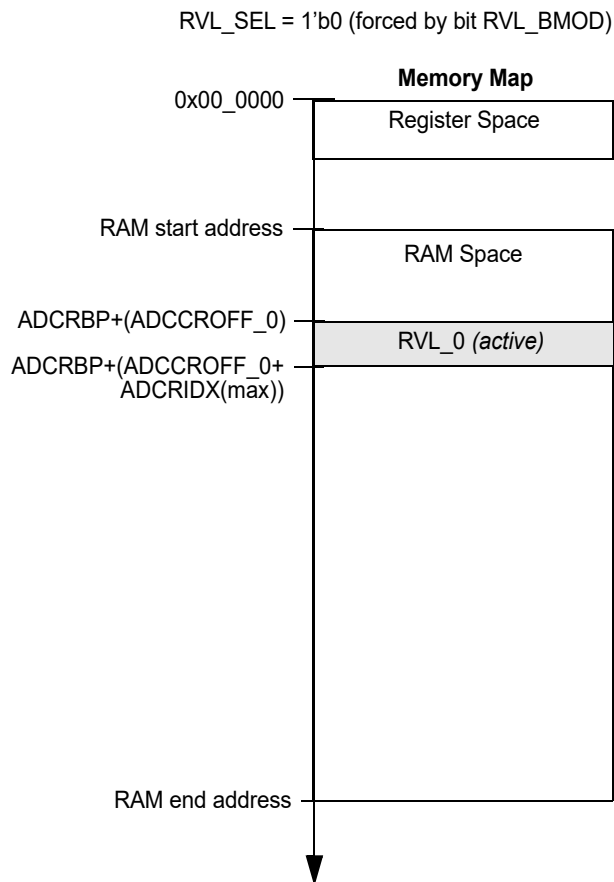 RVL_SEL = 1'b0 (forced by bit RVL_BMOD)
Memory Map
0x00_0000
Register Space
RAM start address
RAM Space
ADCRBP+(ADCCROFF_0)
RVL_0 (active)
ADCRBP+(ADCCROFF_0+
ADCRIDX(max))
RAM end address